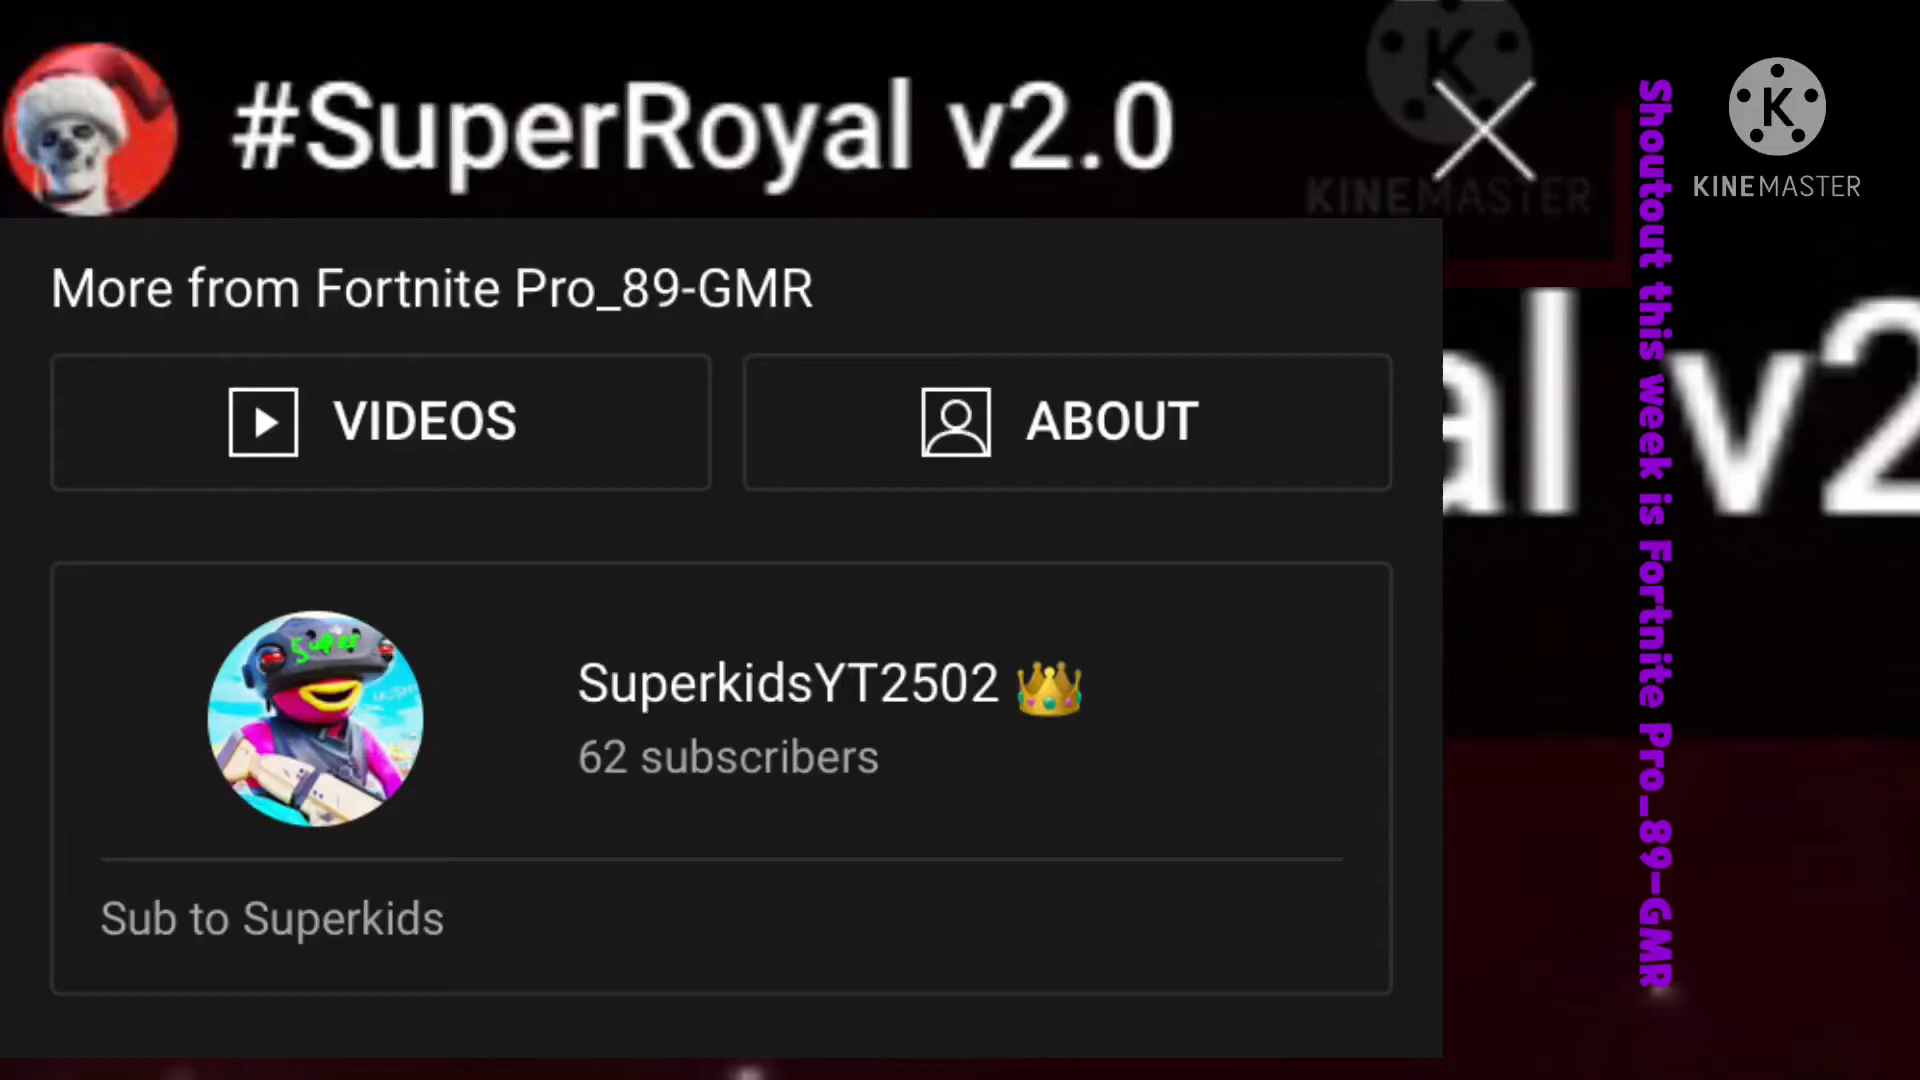 #SuperRoyal v2.0
KINEMASTER
KINEMASTER
More from Fortnite Pro_89-GMR
VIDEOS
ABOUT
al v2
Super
SuperkidsYT2502 👑
62 subscribers
Sub to Superkids
Shoutout this week is Fortnite Pro_89-GMR